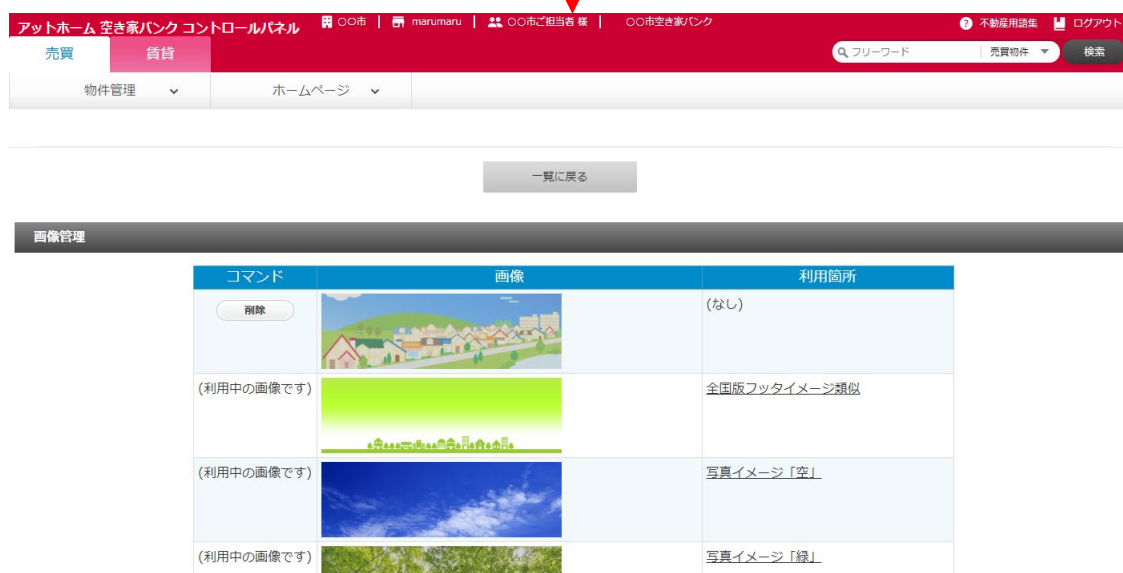 アットホーム 空き家バンク コントロールパネル ○○市 | marumaru | ○○市ご担当者 様 | ○○市空き家バンク ? 不動産用語集 ログアウト
売買 賃貸 フリーワード 売買物件 検索
物件管理 ホームページ
一覧に戻る
画像管理
コマンド 画像 利用箇所
削除 (なし)
(利用中の画像です) 全国版フッタイメージ類似
(利用中の画像です) 写真イメージ「空」
(利用中の画像です) 写真イメージ「緑」